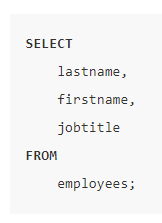 SELECT
    lastname,
    firstname,
    jobtitle
FROM
    employees;